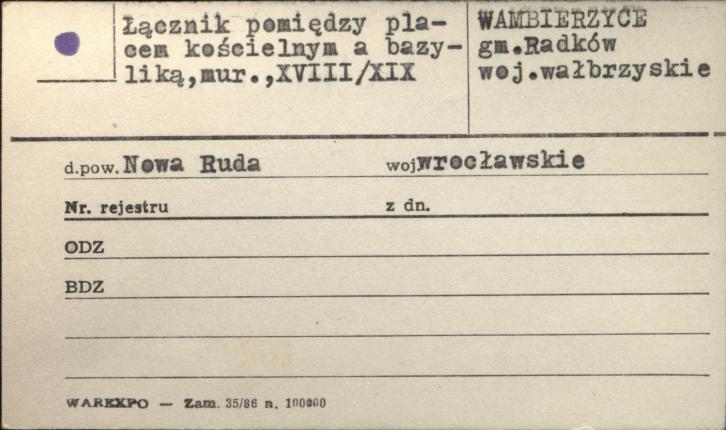 Łącznik pomiędzy pla-
cem kościelnym a bazy-
liką,mur.,XVIII/XIX
WAMBIERZYCE
gm.Radków
woj.wałbrzyskie
d.pow. Nowa Ruda woj.wrocławskie
Nr. rejestru z dn.
ODZ
BDZ
WAREXPO — Zam. 35/86 n. 100000